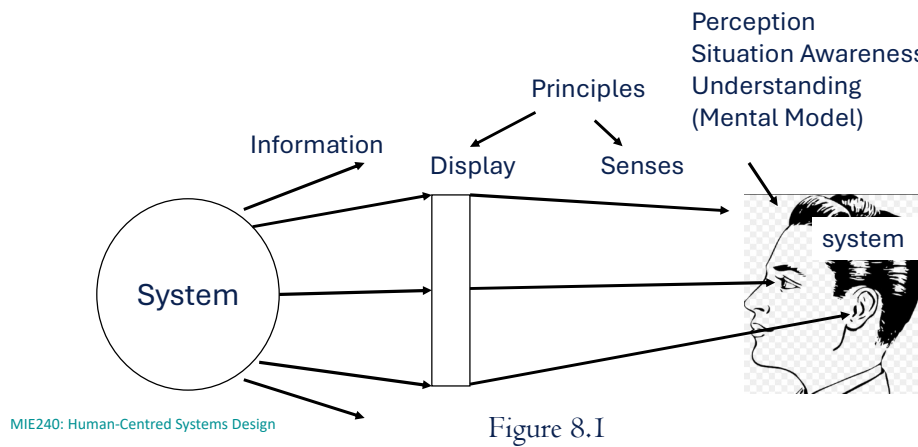 Perception
Situation Awareness
Understanding
(Mental Model)
Principles
Information
Display
Senses
system
System
MIE240: Human-Centred Systems Design
Figure 8.1